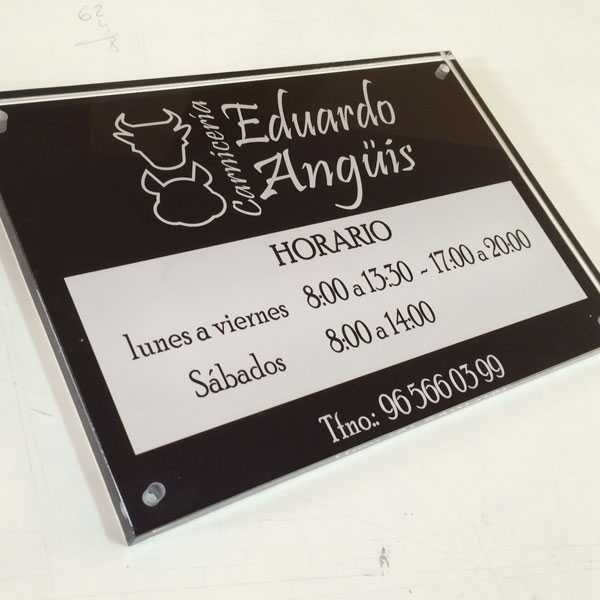 Carnicería
Eduardo
Angüis
HORARIO
lunes a viernes 8:00 a 13:30 ~ 17:00 a 20:00
Sábados 8:00 a 14:00
Tfno.: 96 566 03 99
62